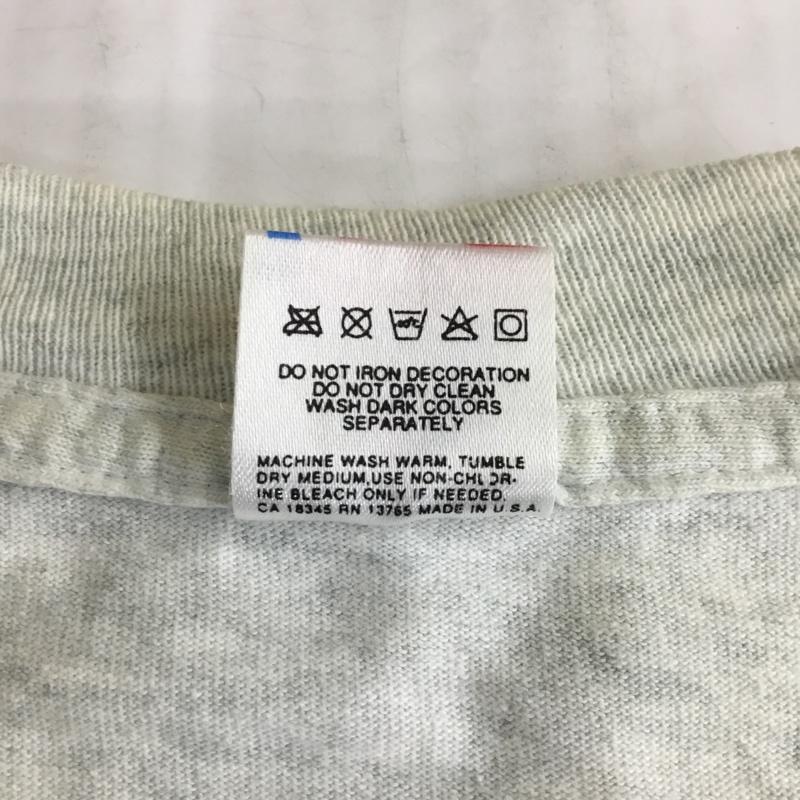 DO NOT IRON DECORATION
DO NOT DRY CLEAN
WASH DARK COLORS
SEPARATELY
MACHINE WASH WARM, TUMBLE
DRY MEDIUM,USE NON-CHLOR-
INE BLEACH ONLY IF NEEDED.
CA 18345 RN 13765 MADE IN U.S.A.